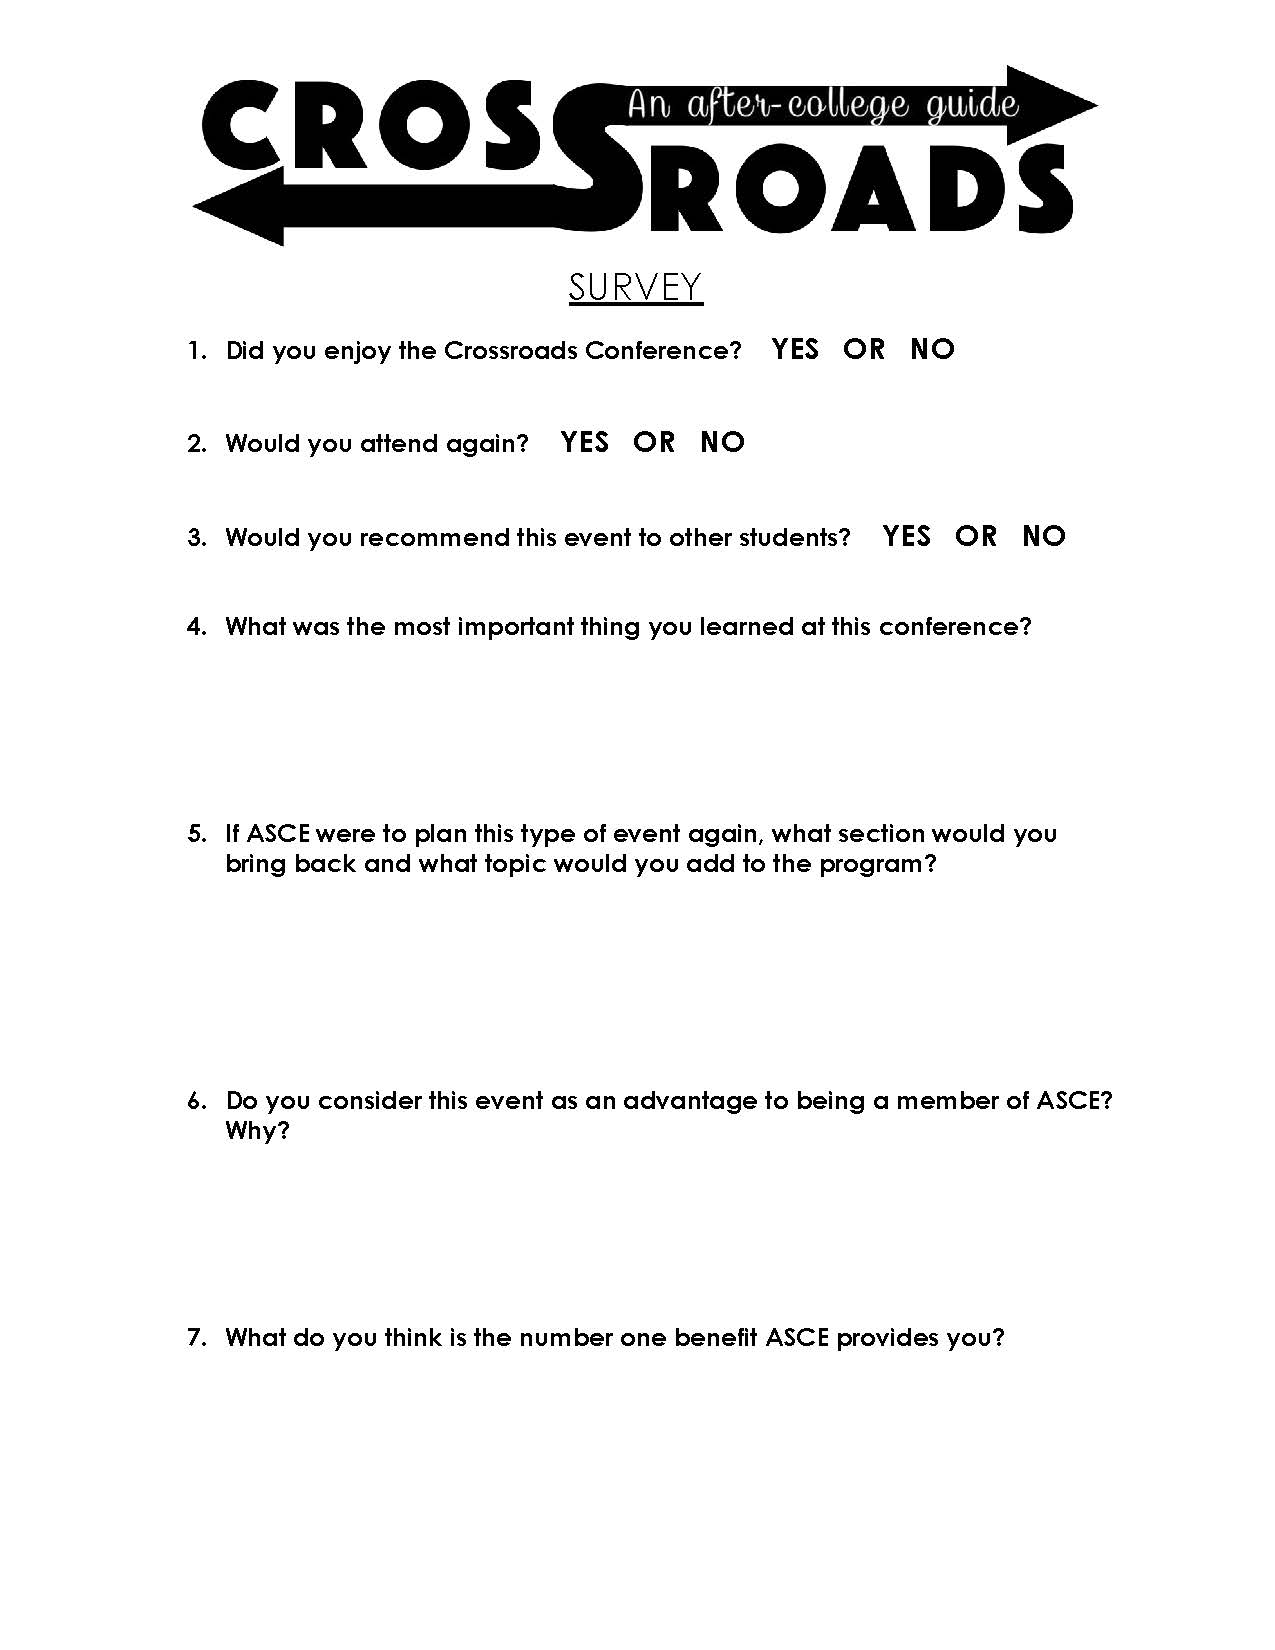 CROSSROADS
An after-college guide
SURVEY
1. Did you enjoy the Crossroads Conference? YES OR NO
2. Would you attend again? YES OR NO
3. Would you recommend this event to other students? YES OR NO
4. What was the most important thing you learned at this conference?
5. If ASCE were to plan this type of event again, what section would you
bring back and what topic would you add to the program?
6. Do you consider this event as an advantage to being a member of ASCE?
Why?
7. What do you think is the number one benefit ASCE provides you?